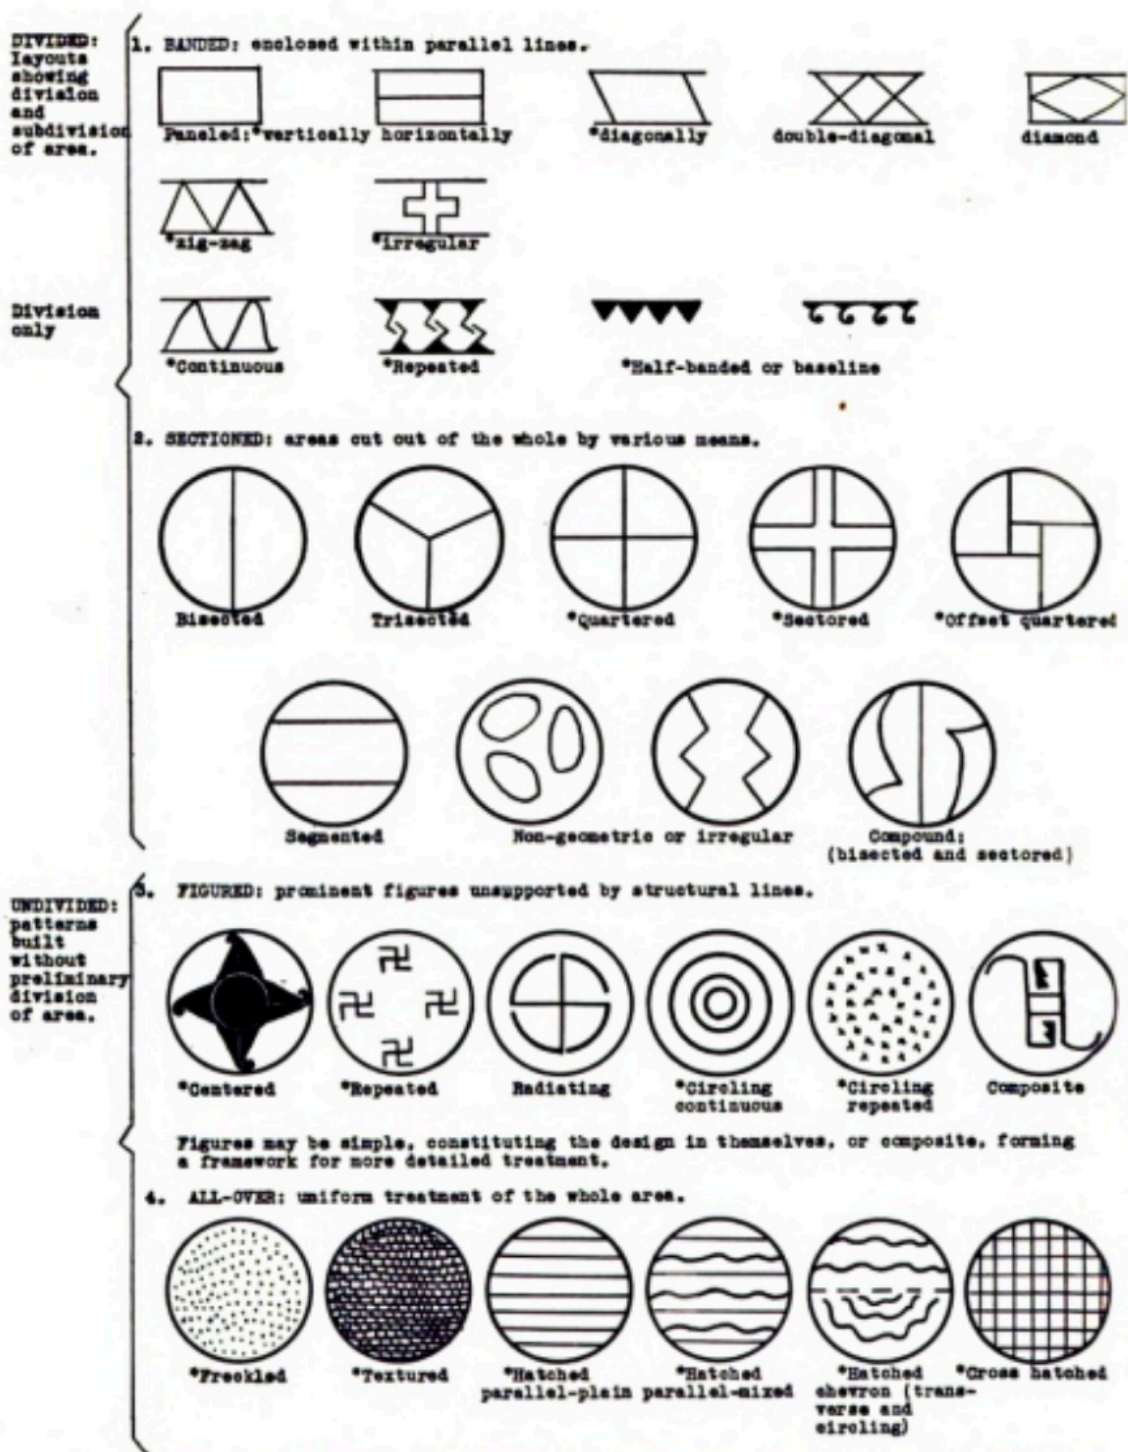 DIVIDED:
layouts
showing
division
and
subdivision
of area.
1. BANDED: enclosed within parallel lines.
Paneled: *vertically horizontally *diagonally double-diagonal diamond
*zig-zag *irregular
Division
only
*Continuous *Repeated *Half-banded or baseline
2. SECTIONED: areas cut out of the whole by various means.
Bisected Trisected *Quartered *Sectored *Offset quartered
Segmented Non-geometric or irregular Compound:
(bisected and sectored)
UNDIVIDED:
patterns
built
without
preliminary
division
of area.
3. FIGURED: prominent figures unsupported by structural lines.
*Centered *Repeated Radiating *Circling *Circling Composite
continuous repeated
Figures may be simple, constituting the design in themselves, or composite, forming
a framework for more detailed treatment.
4. ALL-OVER: uniform treatment of the whole area.
*Freckled *Textured *Hatched *Hatched *Hatched *Cross hatched
parallel-plain parallel-mixed chevron (trans-
verse and
circling)